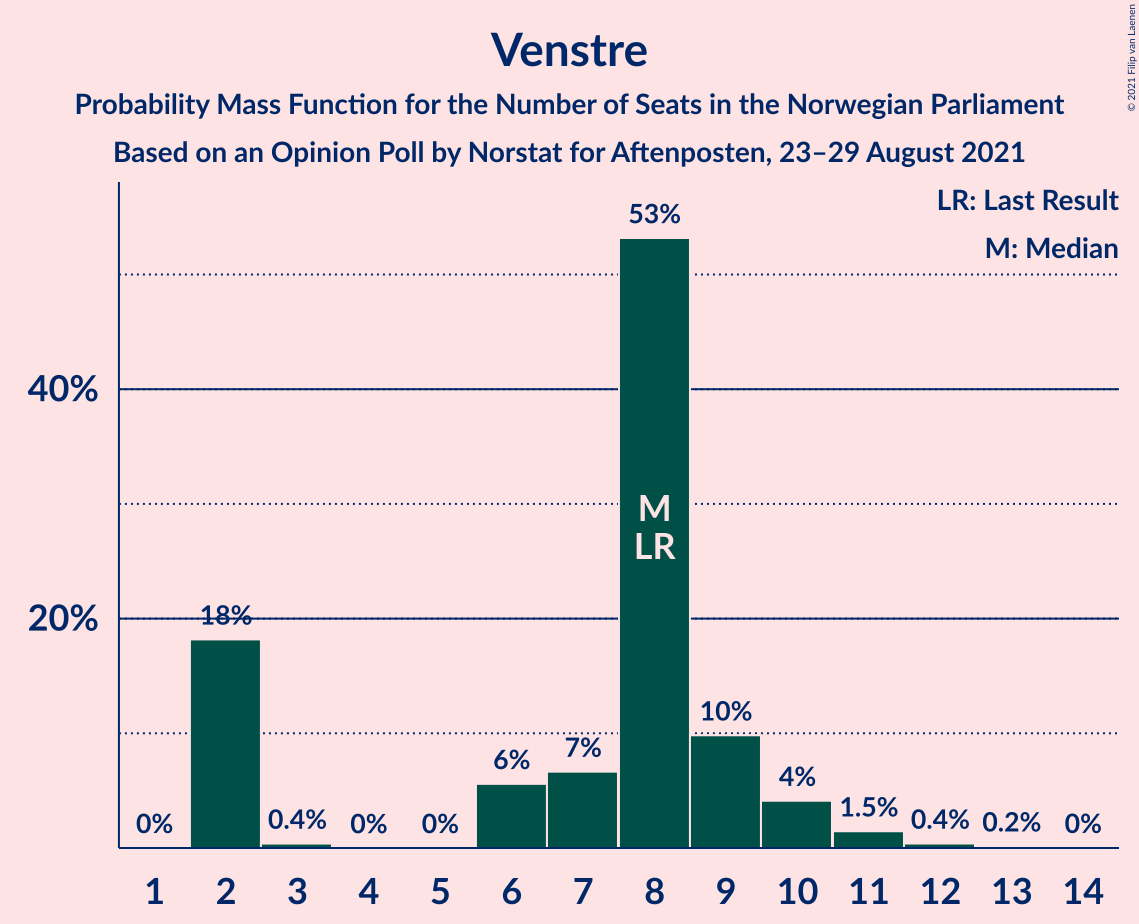 Venstre
Probability Mass Function for the Number of Seats in the Norwegian Parliament
Based on an Opinion Poll by Norstat for Aftenposten, 23–29 August 2021
© 2021 Filip van Laenen
LR: Last Result
M: Median
40%
20%
0%
18%
0.4%
0%
0%
6%
7%
53%
10%
4%
1.5%
0.4%
0.2%
0%
M
LR
1 2 3 4 5 6 7 8 9 10 11 12 13 14